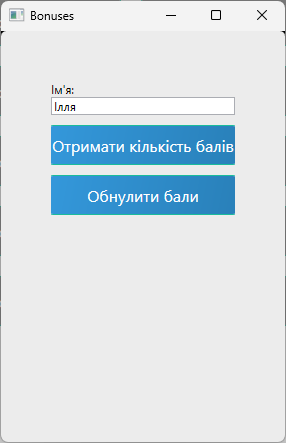 Bonuses
Ім'я:
Ілля
Отримати кількість балів
Обнулити бали